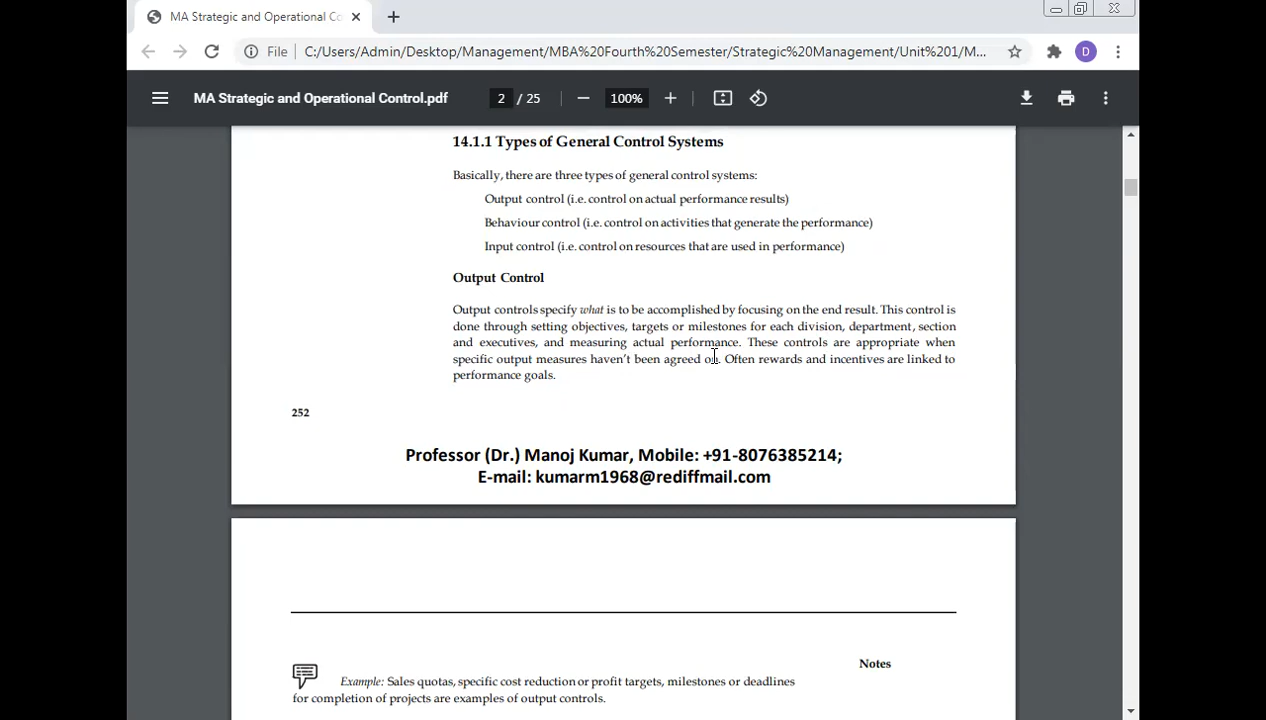 MA Strategic and Operational Co
File
C:/Users/Admin/Desktop/Management/MBA%20Fourth%20Semester/Strategic%20Management/Unit%201/M...
D
MA Strategic and Operational Control.pdf
2 / 25
100%
14.1.1 Types of General Control Systems
Basically, there are three types of general control systems:
Output control (i.e. control on actual performance results)
Behaviour control (i.e. control on activities that generate the performance)
Input control (i.e. control on resources that are used in performance)
Output Control
Output controls specify what is to be accomplished by focusing on the end result. This control is
done through setting objectives, targets or milestones for each division, department, section
and executives, and measuring actual performance. These controls are appropriate when
specific output measures haven't been agreed on. Often rewards and incentives are linked to
performance goals.
252
Professor (Dr.) Manoj Kumar, Mobile: +91-8076385214;
E-mail: kumarm1968@rediffmail.com
Notes
Example: Sales quotas, specific cost reduction or profit targets, milestones or deadlines
for completion of projects are examples of output controls.